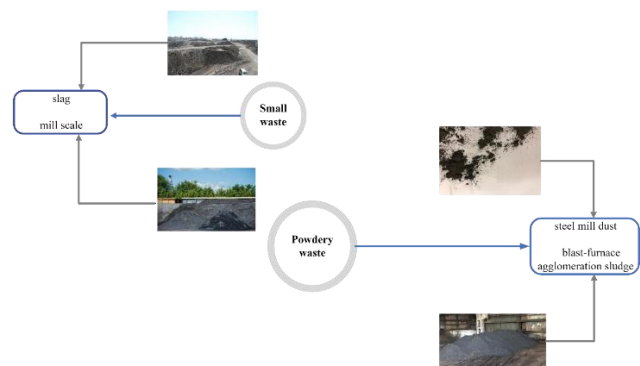 slag
mill scale
Small
waste
Powdery
waste
steel mill dust
blast-furnace
agglomeration sludge